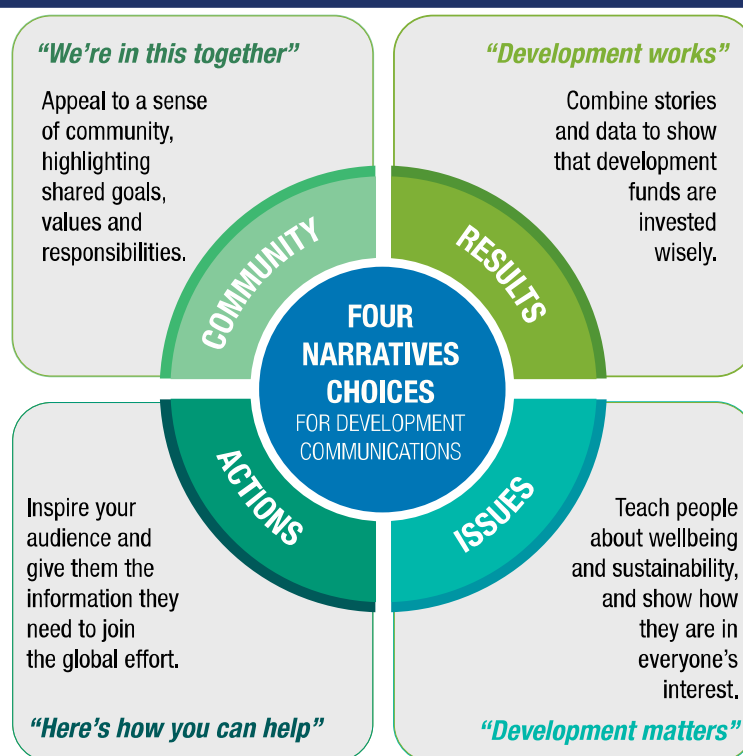 “We’re in this together”
Appeal to a sense
of community,
highlighting
shared goals,
values and
responsibilities.
COMMUNITY
“Development works”
Combine stories
and data to show
that development
funds are
invested
wisely.
RESULTS
FOUR
NARRATIVES
CHOICES
FOR DEVELOPMENT
COMMUNICATIONS
ACTIONS
Inspire your
audience and
give them the
information they
need to join
the global effort.
“Here’s how you can help”
ISSUES
Teach people
about wellbeing
and sustainability,
and show how
they are in
everyone’s
interest.
“Development matters”